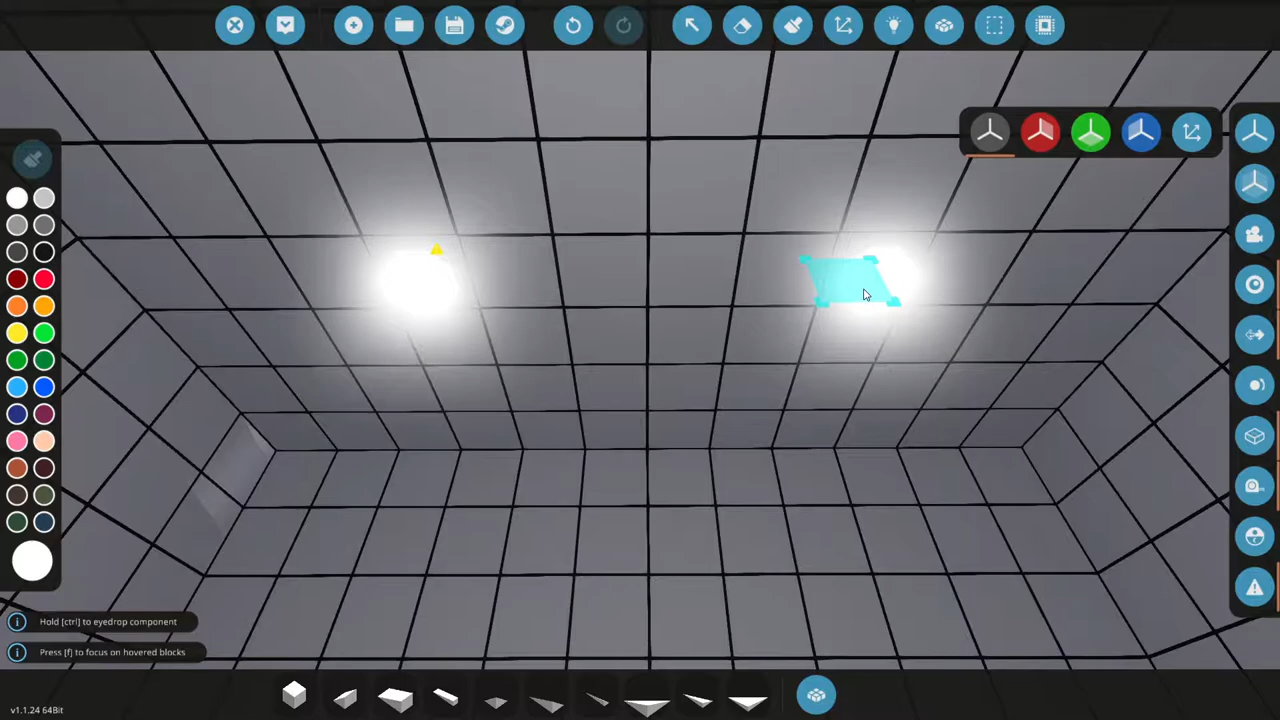 Hold [ctrl] to eyedrop component
Press [f] to focus on hovered blocks
v1.1.24 64Bit